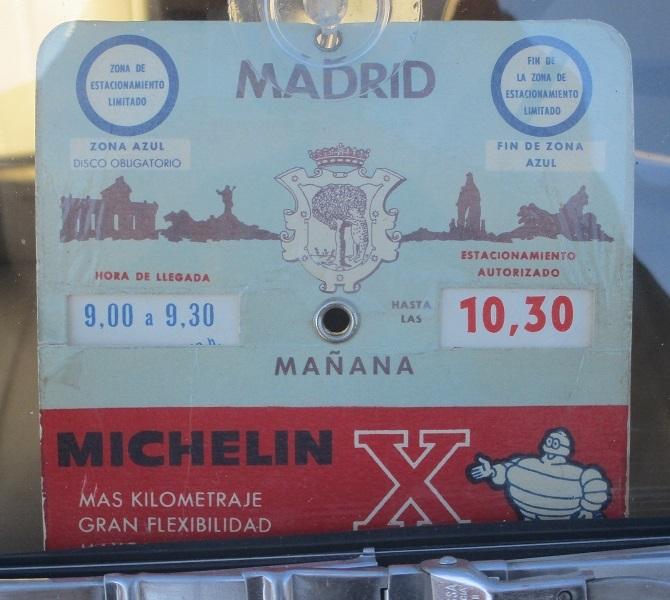 MADRID
ZONA DE
ESTACIONAMIENTO
LIMITADO
FIN DE
LA ZONA DE
ESTACIONAMIENTO
LIMITADO
ZONA AZUL
DISCO OBLIGATORIO
FIN DE ZONA
AZUL
HORA DE LLEGADA
ESTACIONAMIENTO
AUTORIZADO
9,00 a 9,30
HASTA
LAS
10,30
MAÑANA
MICHELIN X
MAS KILOMETRAJE
GRAN FLEXIBILIDAD